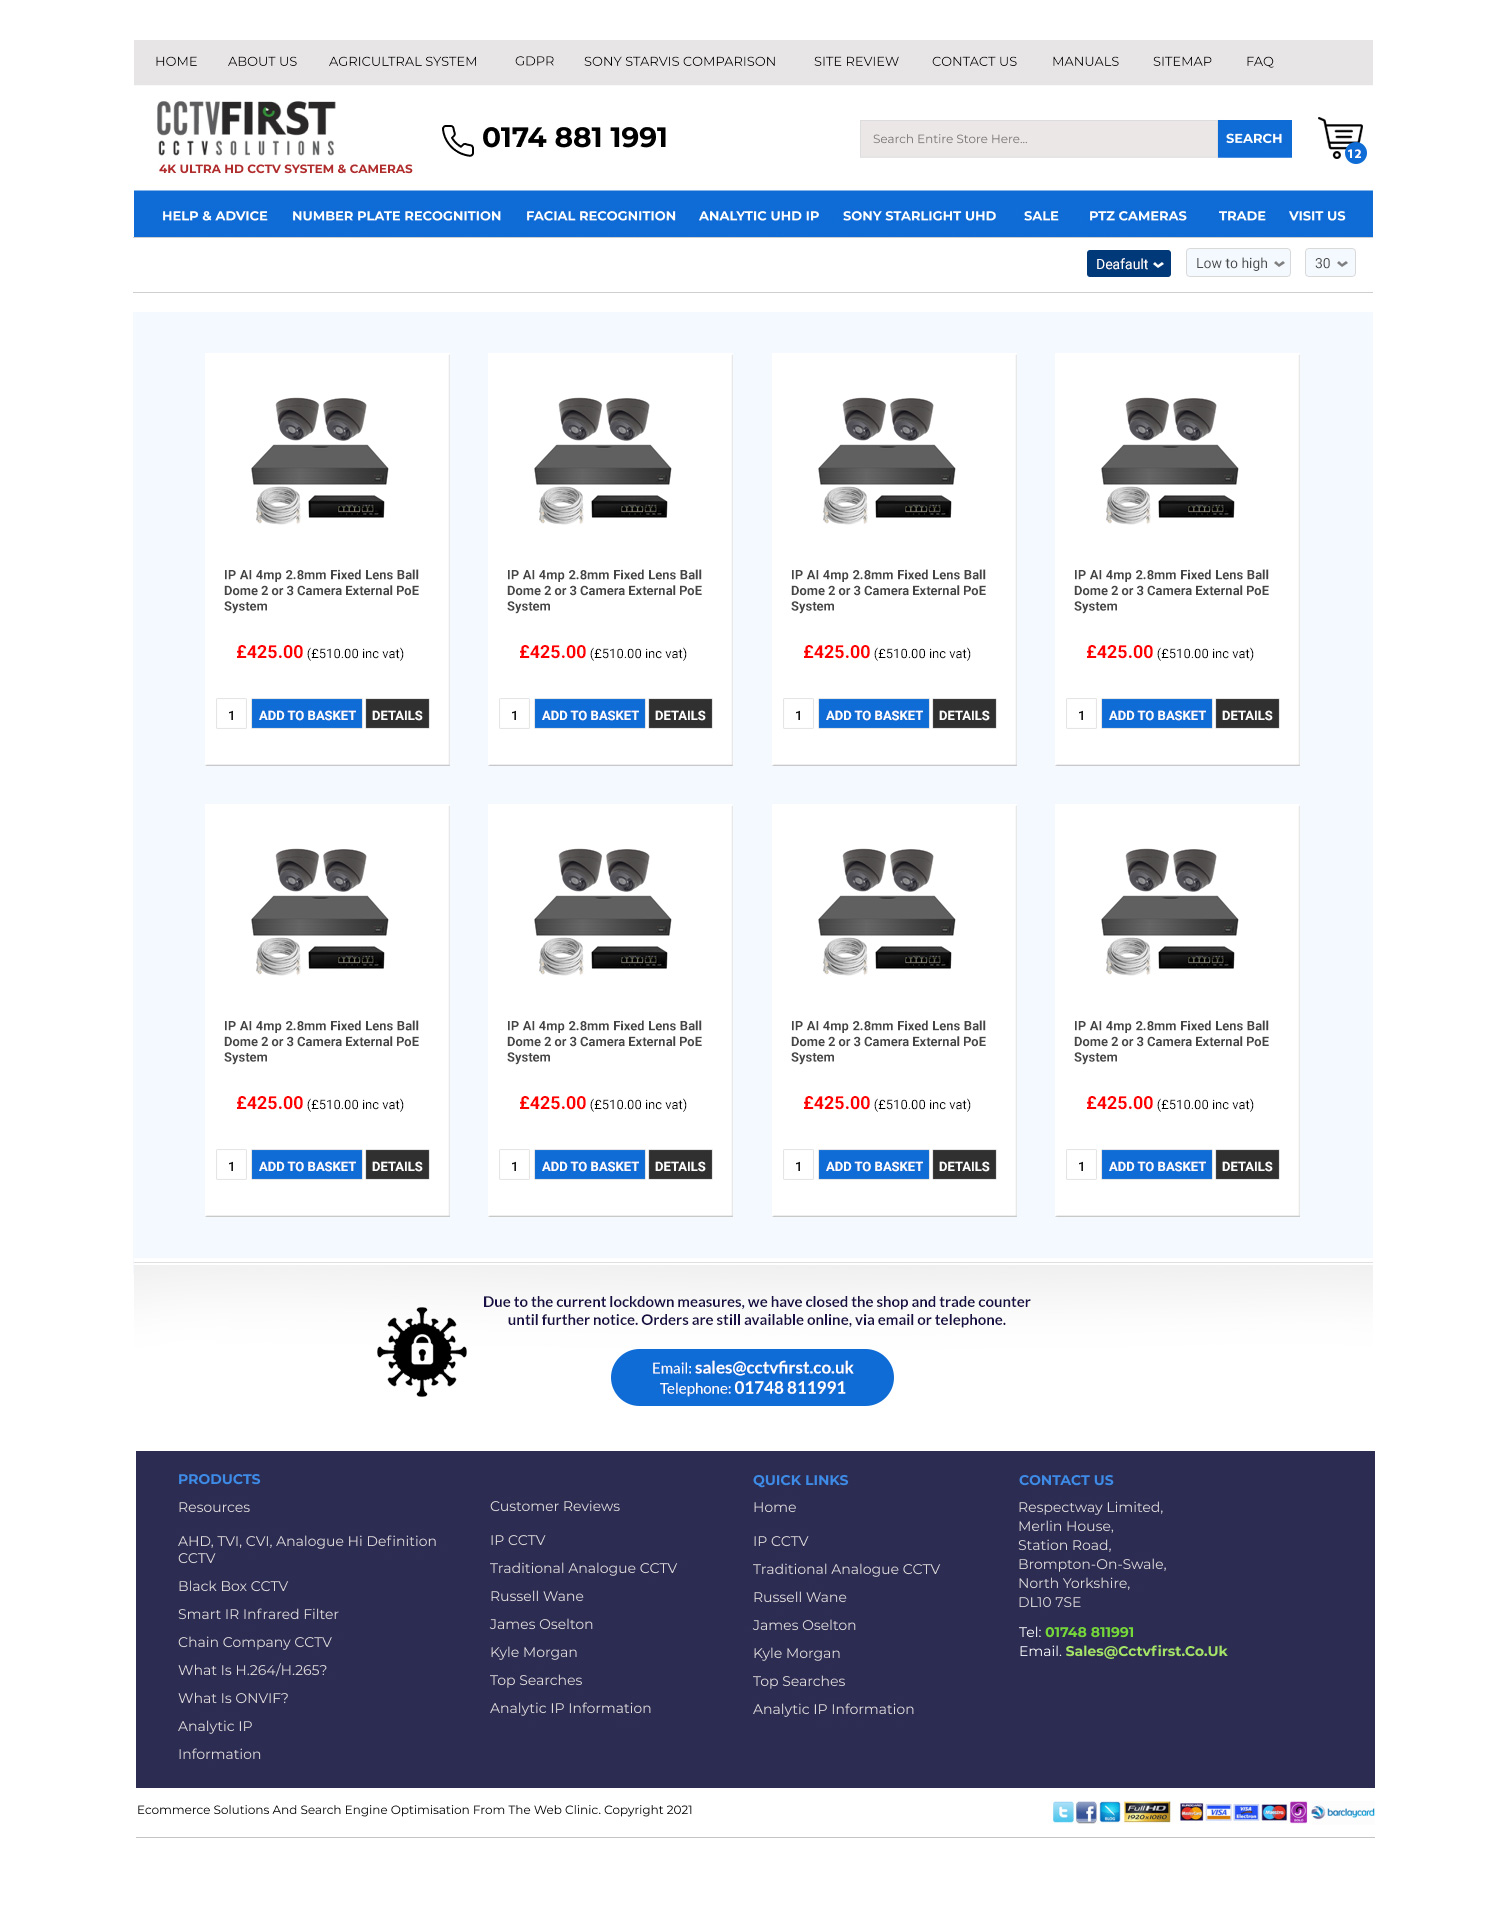 HOME ABOUT US AGRICULTRAL SYSTEM GDPR SONY STARVIS COMPARISON SITE REVIEW CONTACT US MANUALS SITEMAP FAQ
CCTVFIRST
CCTVSOLUTIONS
4K ULTRA HD CCTV SYSTEM & CAMERAS
0174 881 1991
Search Entire Store Here...
SEARCH
12
HELP & ADVICE NUMBER PLATE RECOGNITION FACIAL RECOGNITION ANALYTIC UHD IP SONY STARLIGHT UHD SALE PTZ CAMERAS TRADE VISIT US
Deafault Low to high 30
IP AI 4mp 2.8mm Fixed Lens Ball
Dome 2 or 3 Camera External PoE
System
£425.00 (£510.00 inc vat)
1 ADD TO BASKET DETAILS
IP AI 4mp 2.8mm Fixed Lens Ball
Dome 2 or 3 Camera External PoE
System
£425.00 (£510.00 inc vat)
1 ADD TO BASKET DETAILS
IP AI 4mp 2.8mm Fixed Lens Ball
Dome 2 or 3 Camera External PoE
System
£425.00 (£510.00 inc vat)
1 ADD TO BASKET DETAILS
IP AI 4mp 2.8mm Fixed Lens Ball
Dome 2 or 3 Camera External PoE
System
£425.00 (£510.00 inc vat)
1 ADD TO BASKET DETAILS
IP AI 4mp 2.8mm Fixed Lens Ball
Dome 2 or 3 Camera External PoE
System
£425.00 (£510.00 inc vat)
1 ADD TO BASKET DETAILS
IP AI 4mp 2.8mm Fixed Lens Ball
Dome 2 or 3 Camera External PoE
System
£425.00 (£510.00 inc vat)
1 ADD TO BASKET DETAILS
IP AI 4mp 2.8mm Fixed Lens Ball
Dome 2 or 3 Camera External PoE
System
£425.00 (£510.00 inc vat)
1 ADD TO BASKET DETAILS
IP AI 4mp 2.8mm Fixed Lens Ball
Dome 2 or 3 Camera External PoE
System
£425.00 (£510.00 inc vat)
1 ADD TO BASKET DETAILS
Due to the current lockdown measures, we have closed the shop and trade counter
until further notice. Orders are still available online, via email or telephone.
Email: sales@cctvfirst.co.uk
Telephone: 01748 811991
PRODUCTS
Resources
AHD, TVI, CVI, Analogue Hi Definition
CCTV
Black Box CCTV
Smart IR Infrared Filter
Chain Company CCTV
What Is H.264/H.265?
What Is ONVIF?
Analytic IP
Information
Customer Reviews
IP CCTV
Traditional Analogue CCTV
Russell Wane
James Oselton
Kyle Morgan
Top Searches
Analytic IP Information
QUICK LINKS
Home
IP CCTV
Traditional Analogue CCTV
Russell Wane
James Oselton
Kyle Morgan
Top Searches
Analytic IP Information
CONTACT US
Respectway Limited,
Merlin House,
Station Road,
Brompton-On-Swale,
North Yorkshire,
DL10 7SE
Tel: 01748 811991
Email. Sales@Cctvfirst.Co.Uk
Ecommerce Solutions And Search Engine Optimisation From The Web Clinic. Copyright 2021
Full HD
1920x1080
VISA
VISA
Electron
barclaycard